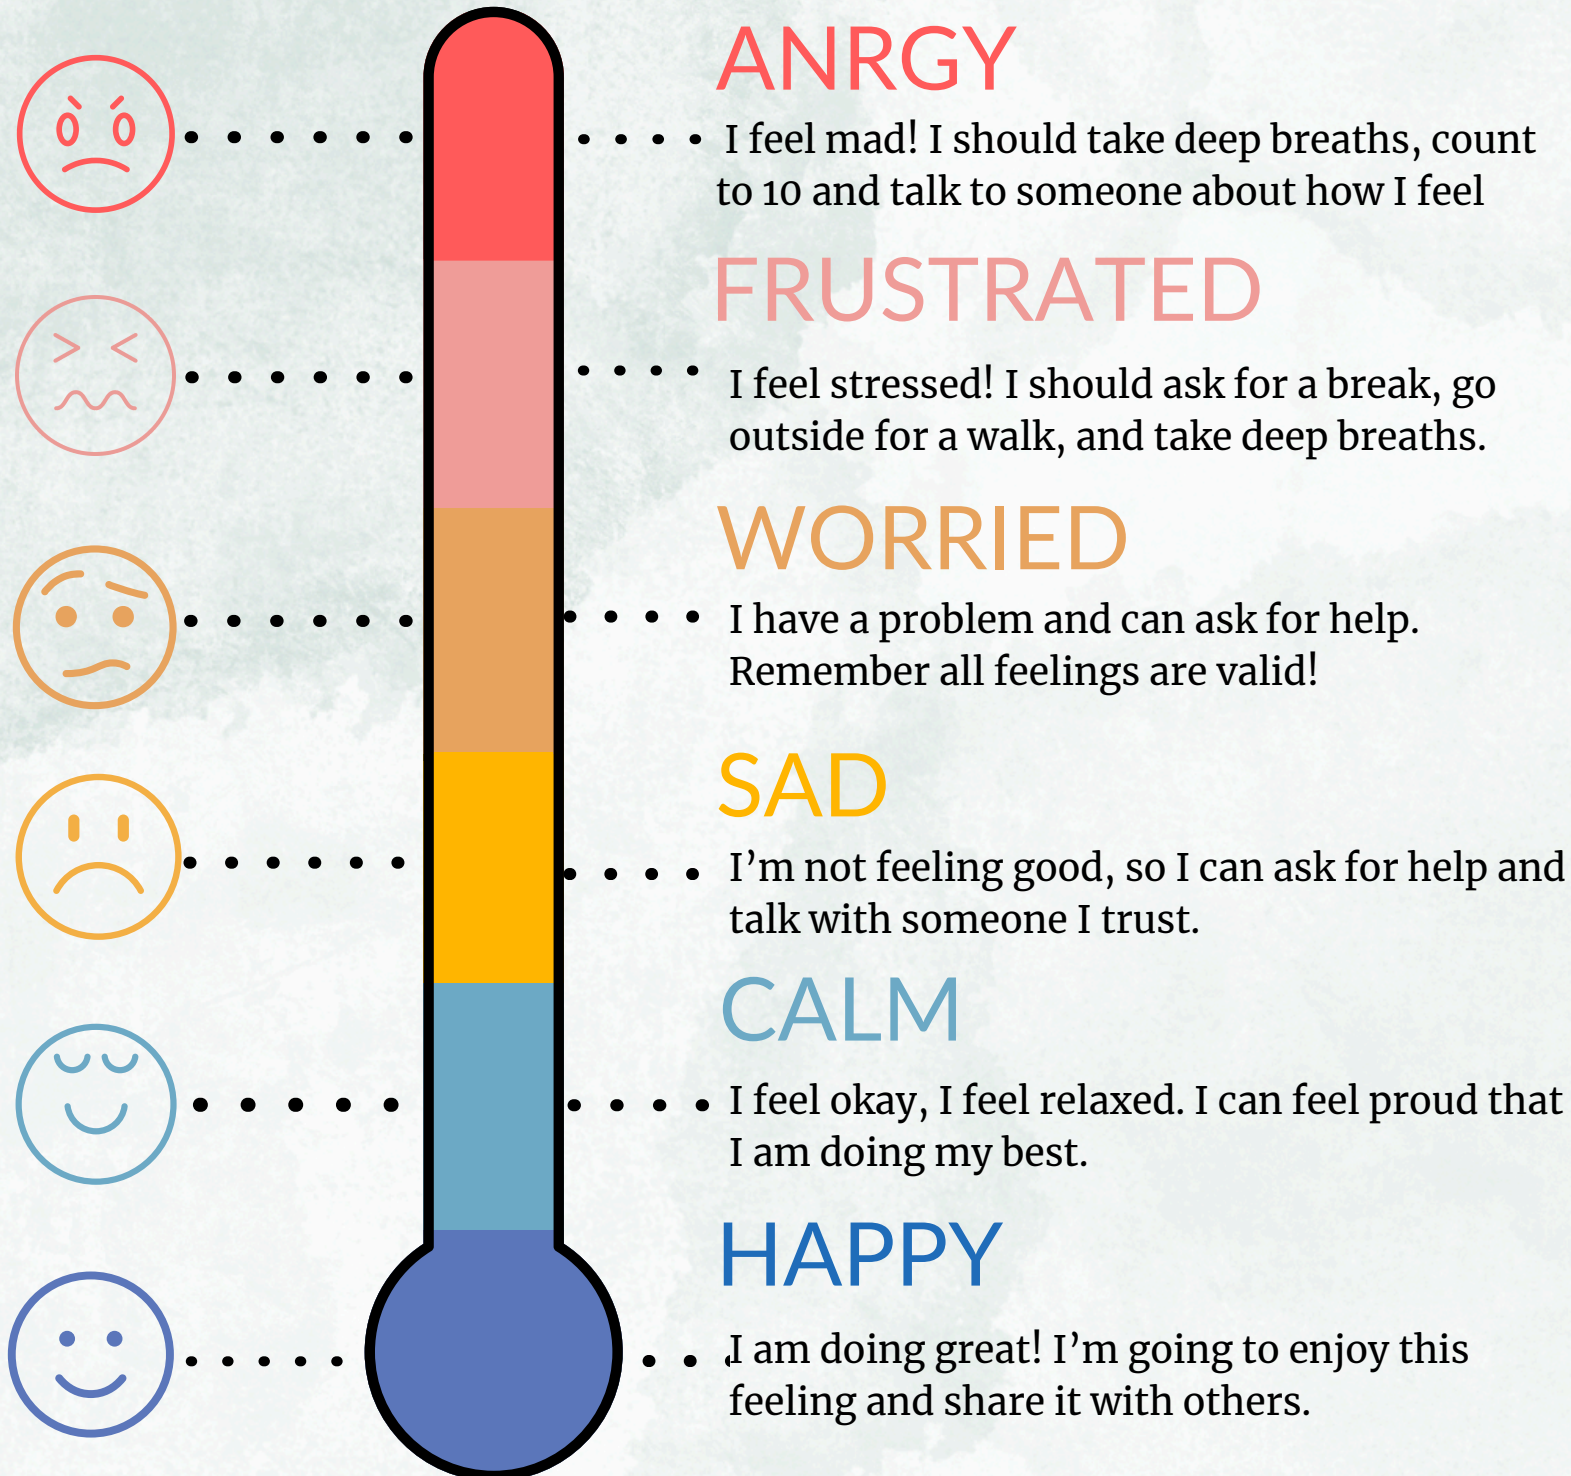 ANRGY
I feel mad! I should take deep breaths, count
to 10 and talk to someone about how I feel
FRUSTRATED
I feel stressed! I should ask for a break, go
outside for a walk, and take deep breaths.
WORRIED
I have a problem and can ask for help.
Remember all feelings are valid!
SAD
I’m not feeling good, so I can ask for help and
talk with someone I trust.
CALM
I feel okay, I feel relaxed. I can feel proud that
I am doing my best.
HAPPY
I am doing great! I’m going to enjoy this
feeling and share it with others.